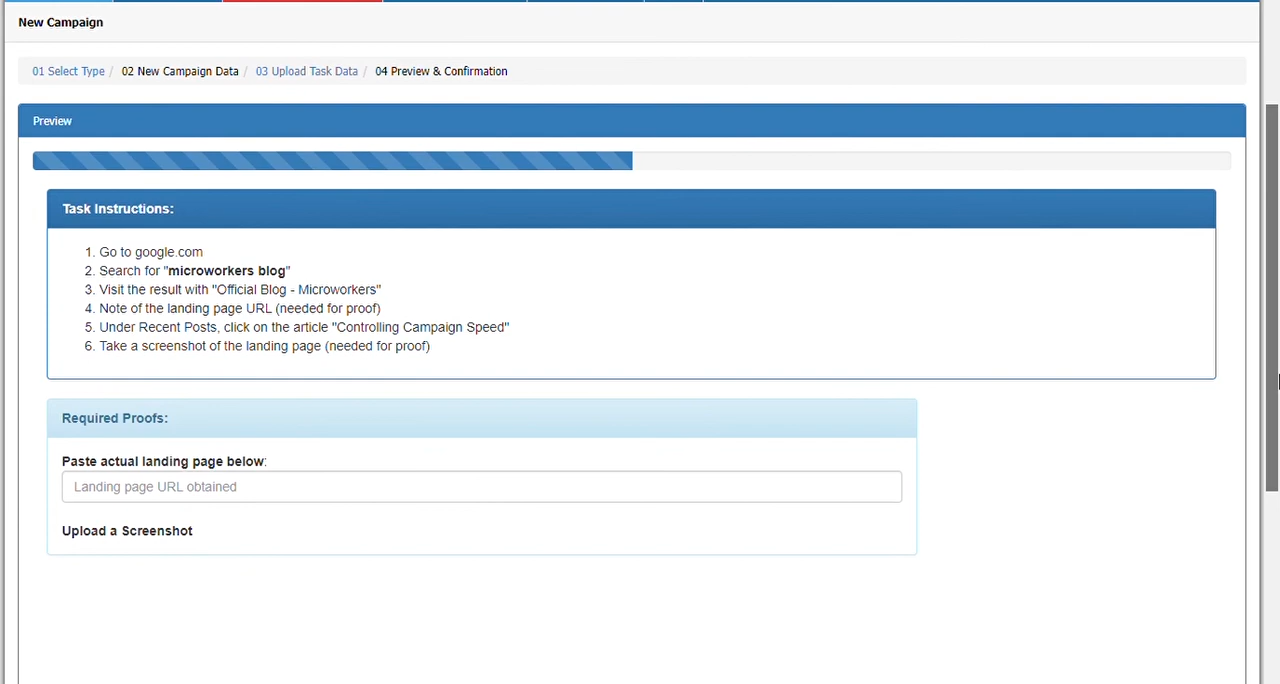 New Campaign
01 Select Type / 02 New Campaign Data / 03 Upload Task Data / 04 Preview & Confirmation
Preview
Task Instructions:
1. Go to google.com
2. Search for "microworkers blog"
3. Visit the result with "Official Blog - Microworkers"
4. Note of the landing page URL (needed for proof)
5. Under Recent Posts, click on the article "Controlling Campaign Speed"
6. Take a screenshot of the landing page (needed for proof)
Required Proofs:
Paste actual landing page below:
Landing page URL obtained
Upload a Screenshot